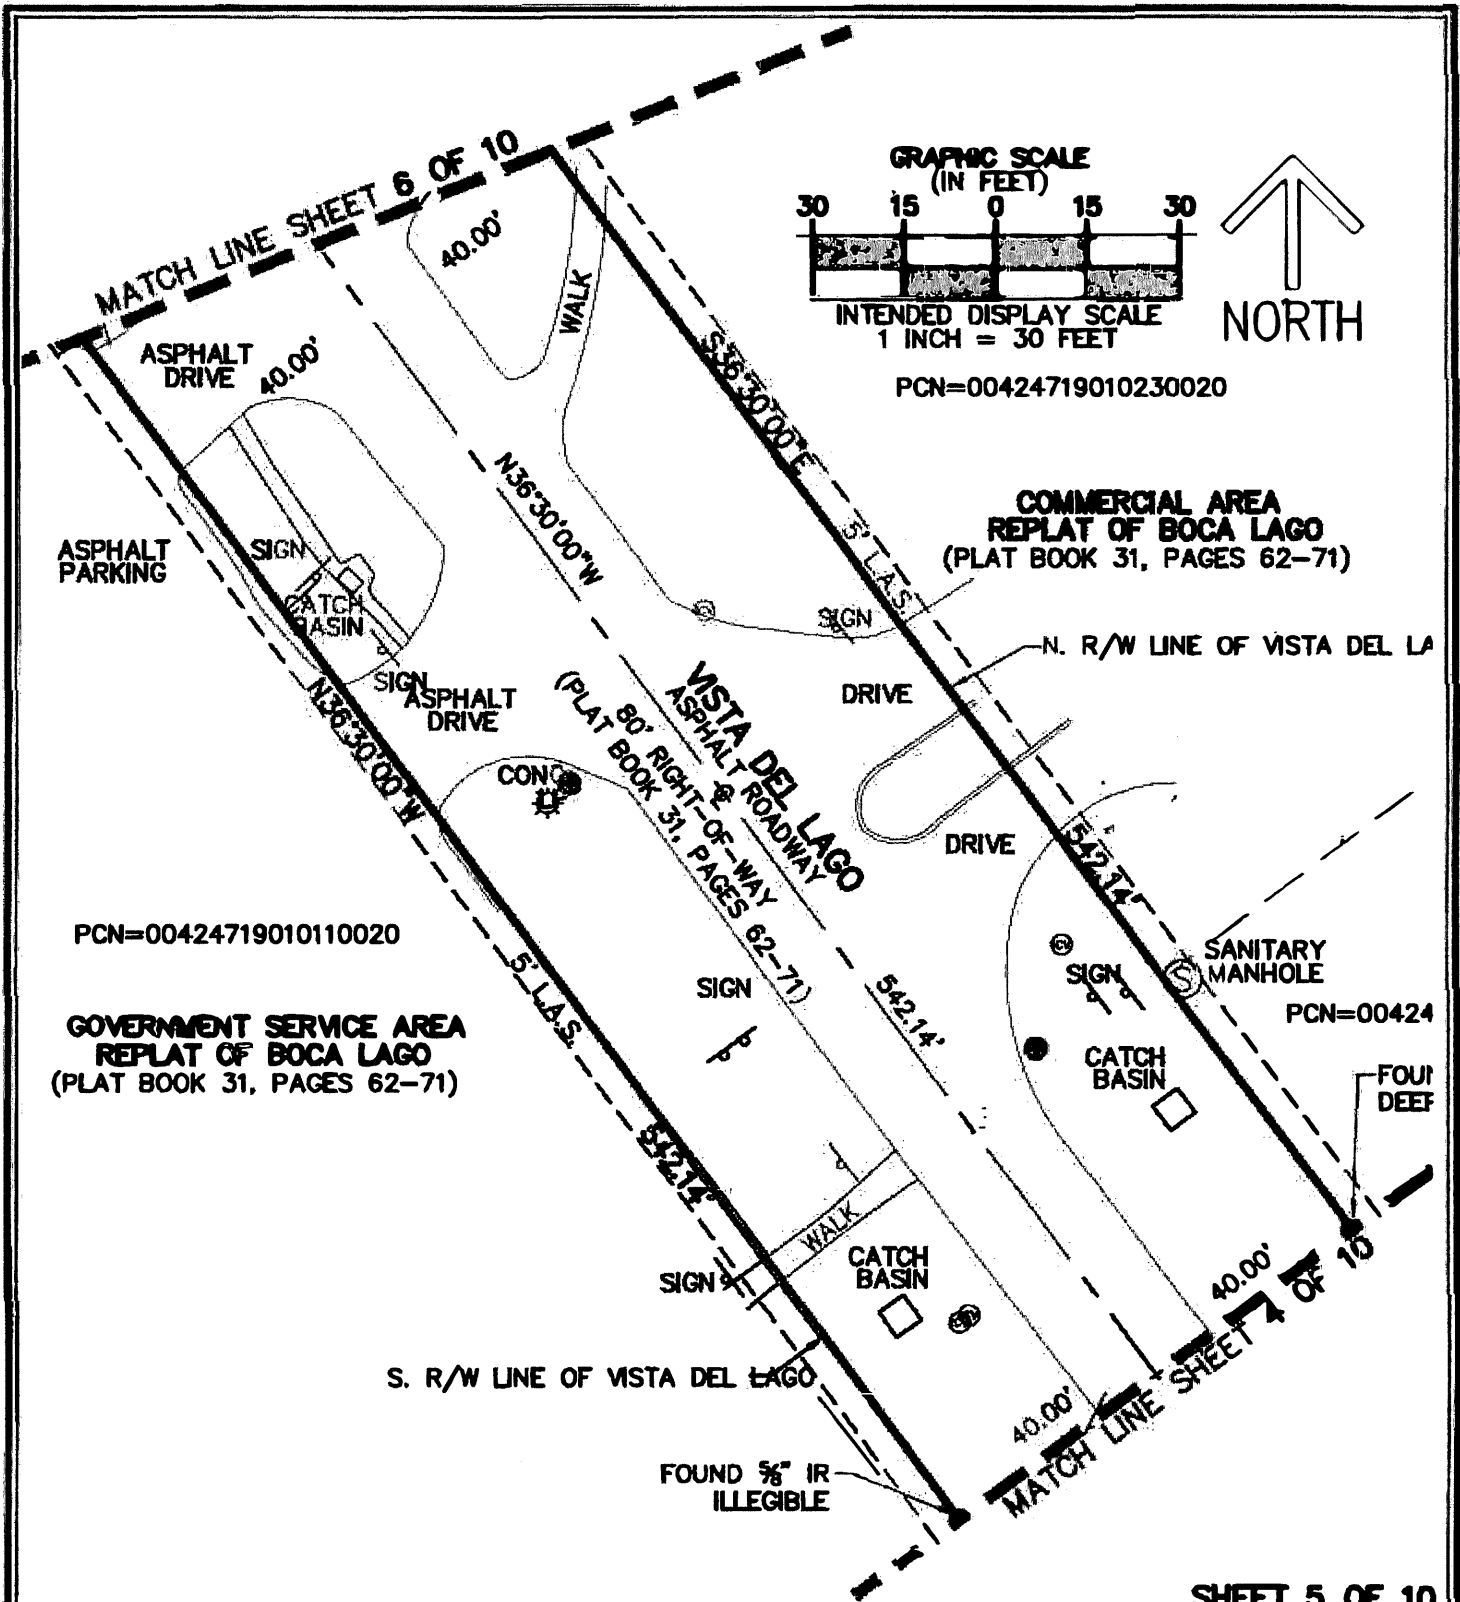 MATCH LINE SHEET 6 OF 10
GRAPHIC SCALE
(IN FEET)
30 15 0 15 30
INTENDED DISPLAY SCALE
1 INCH = 30 FEET
NORTH
PCN=00424719010230020
40.00'
WALK
ASPHALT
DRIVE
40.00'
S36°30'00"E
N36°30'00"W
COMMERCIAL AREA
REPLAT OF BOCA LAGO
(PLAT BOOK 31, PAGES 62-71)
5' L.A.S.
ASPHALT
PARKING
SIGN
CATCH
BASIN
SIGN
N. R/W LINE OF VISTA DEL LA
SIGN
ASPHALT
DRIVE
DRIVE
N36°30'00"W
VISTA DEL LAGO
ASPHALT ROADWAY
80' RIGHT-OF-WAY
(PLAT BOOK 31, PAGES 62-71)
CONC
DRIVE
542.14'
PCN=00424719010110020
5' L.A.S.
SIGN
542.14'
SIGN
S
SANITARY
MANHOLE
PCN=00424
GOVERNMENT SERVICE AREA
REPLAT OF BOCA LAGO
(PLAT BOOK 31, PAGES 62-71)
CATCH
BASIN
FOUN
DEEF
542.14'
WALK
SIGN
CATCH
BASIN
40.00'
S. R/W LINE OF VISTA DEL LAGO
40.00'
MATCH LINE SHEET 4 OF 10
FOUND 5/8" IR
ILLEGIBLE
SHEET 5 OF 10